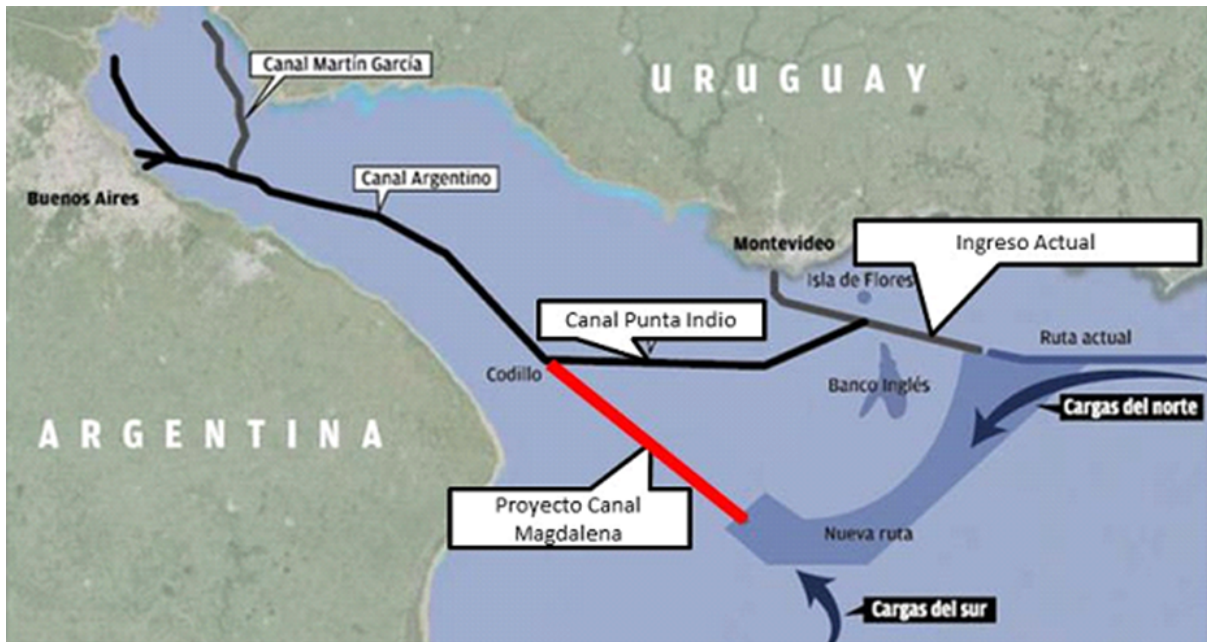 Canal Martín García
URUGUAY
Canal Argentino
Buenos Aires
Montevideo
Ingreso Actual
Isla de Flores
Canal Punta Indio
Ruta actual
Codillo
Banco Inglés
Cargas del norte
ARGENTINA
Proyecto Canal
Magdalena
Nueva ruta
Cargas del sur